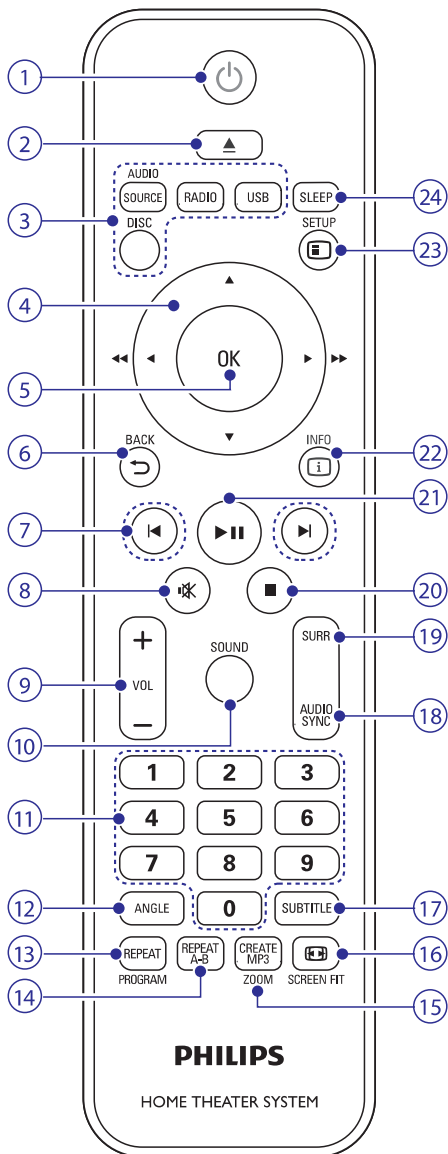 1
2
AUDIO
SOURCE RADIO USB SLEEP
24
3
DISC
SETUP
23
4
OK
5
BACK
INFO
6
22
21
7
8
20
SOUND
SURR
19
+
VOL
−
9
AUDIO
SYNC
18
10
1 2 3
11
4 5 6
7 8 9
12
ANGLE
0
SUBTITLE
17
13
REPEAT
REPEAT
A-B
CREATE
MP3
16
PROGRAM
14
ZOOM
SCREEN FIT
15
PHILIPS
HOME THEATER SYSTEM